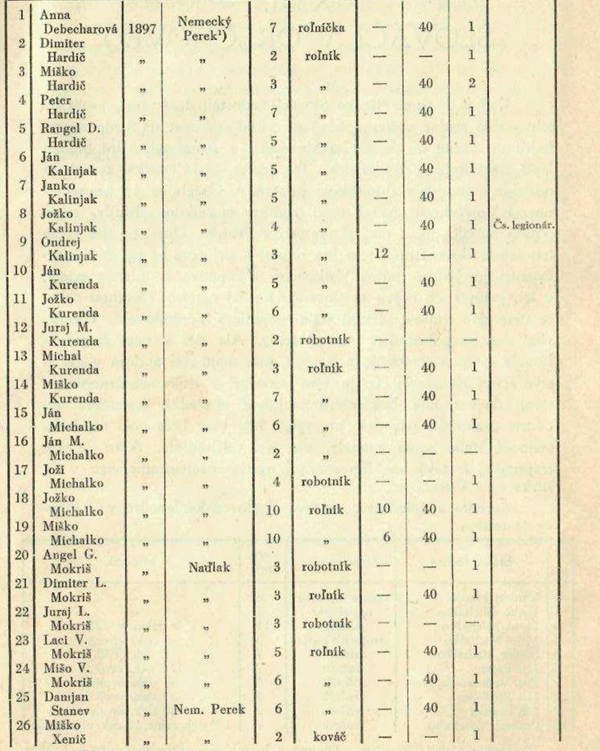 1 Anna
Debecharová 1897 Nemecký Perek¹) 7 roľníčka — 40 1
2 Dimiter
Hardič „ „ 2 roľník — — 1
3 Miško
Hardič „ „ 3 „ — 40 2
4 Peter
Hardič „ „ 7 „ — 40 1
5 Raugel D.
Hardič „ „ 5 „ — 40 1
6 Ján
Kalinjak „ „ 5 „ — 40 1
7 Janko
Kalinjak „ „ 5 „ — 40 1
8 Jožko
Kalinjak „ „ 4 „ — 40 Čs. legionár.
9 Ondrej
Kalinjak „ „ 3 „ 12 — 1
10 Ján
Kurenda „ „ 5 „ — 40 1
11 Jožko
Kurenda „ „ 6 „ — 40 1
12 Juraj M.
Kurenda „ „ 2 robotník — — —
13 Michal
Kurenda „ „ 3 roľník — 40 1
14 Miško
Kurenda „ „ 7 „ — 40 1
15 Ján
Michalko „ „ 6 „ — 40 1
16 Ján M.
Michalko „ „ 2 „ — — —
17 Joži
Michalko „ „ 4 robotník — — 1
18 Jožko
Michalko „ „ 10 roľník 10 40 1
19 Miško
Michalko „ „ 10 „ 6 40 1
20 Angel G.
Mokriš „ Nadlak 3 robotník — — 1
21 Dimiter L.
Mokriš „ „ 3 roľník — 40 1
22 Juraj L.
Mokriš „ „ 3 robotník — — —
23 Laci V.
Mokriš „ „ 5 roľník — 40 1
24 Mišo V.
Mokriš „ „ 6 „ — 40 1
25 Damjan
Stanev „ Nem. Perek 6 „ — 40 1
26 Miško
Xenič „ „ 2 kováč — — 1